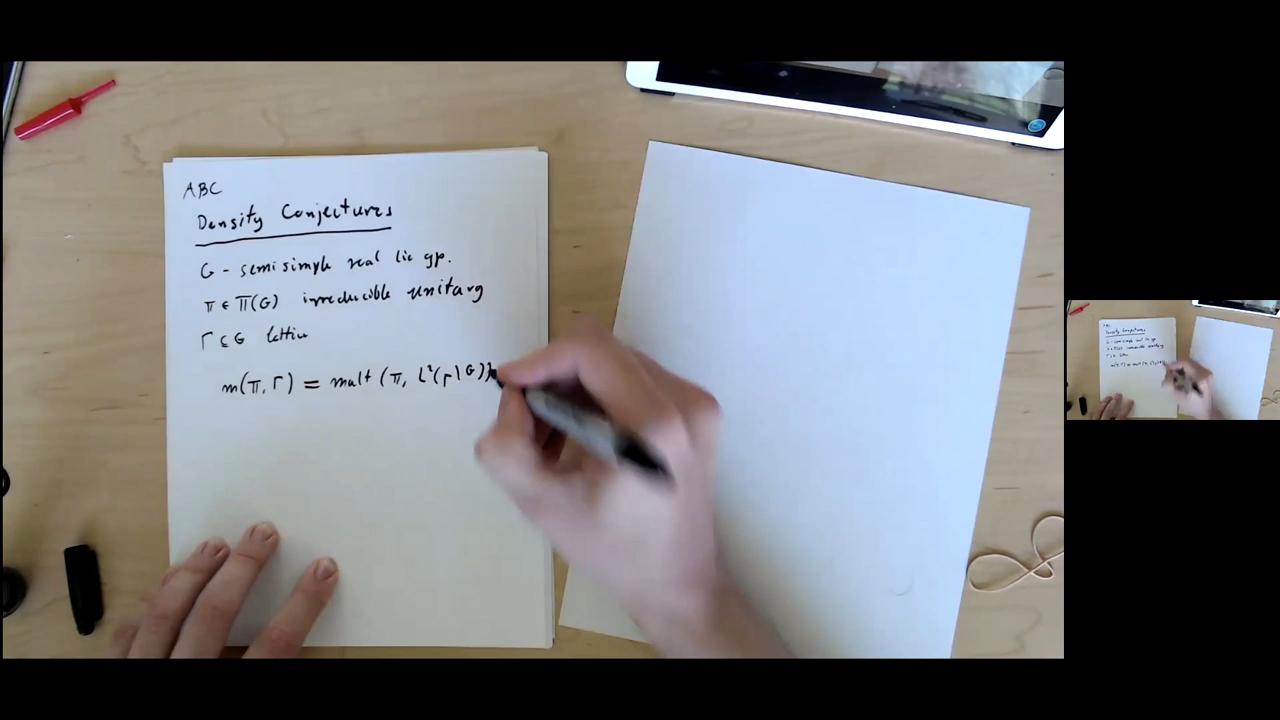 ABC
Density Conjectures
G - semisimple real lie gp.
π ∈ Π(G) irreducible unitary
Γ ⊆ G lattice
m(π, Γ) = mult (π, L²(Γ\G))